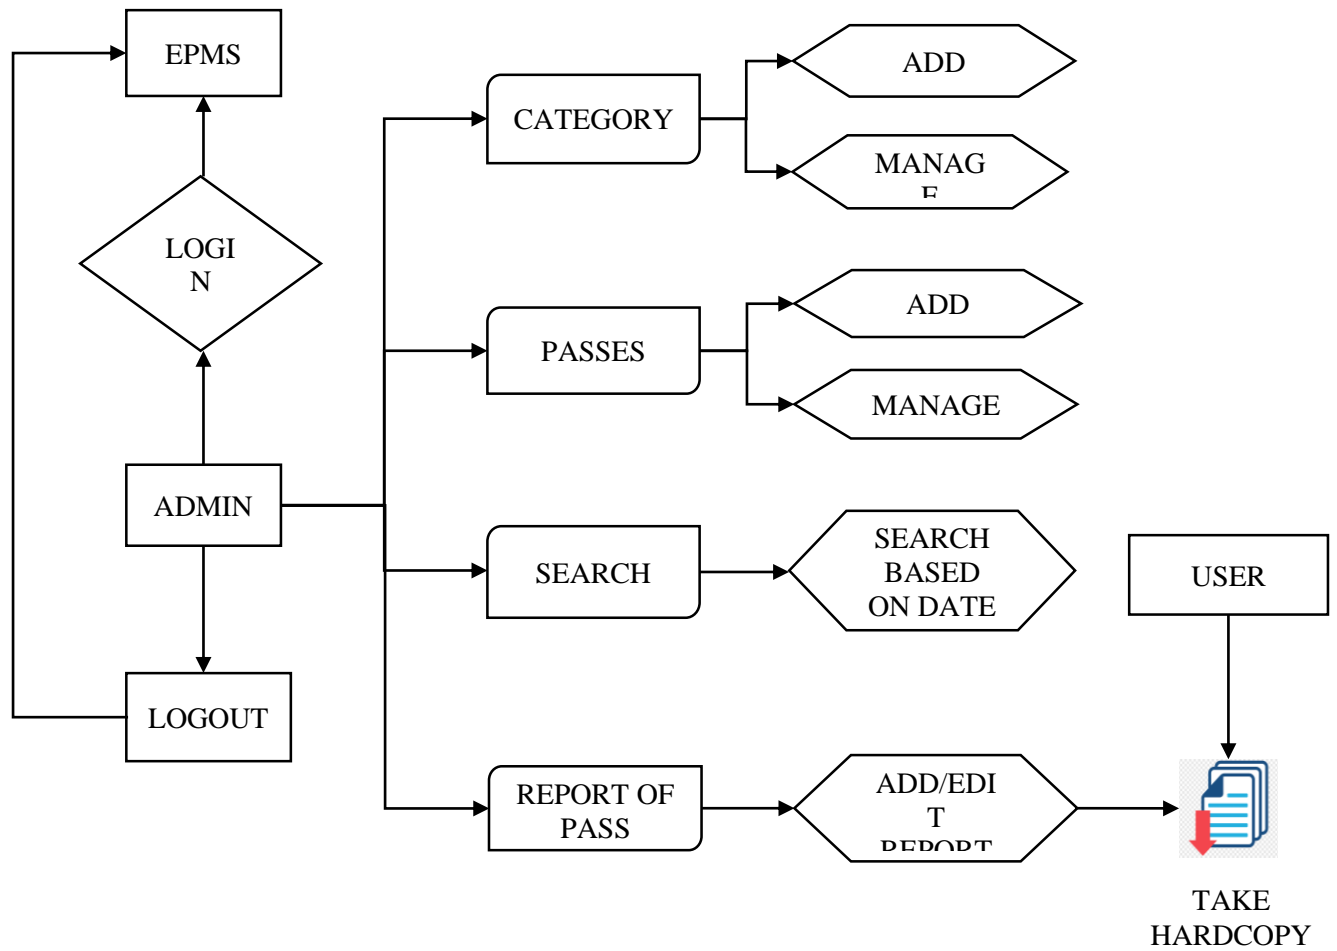 EPMS
LOGI
N
ADMIN
LOGOUT
CATEGORY
ADD
MANAG
E
PASSES
ADD
MANAGE
SEARCH
SEARCH
BASED
ON DATE
REPORT OF
PASS
ADD/EDI
T
REPORT
USER
TAKE
HARDCOPY